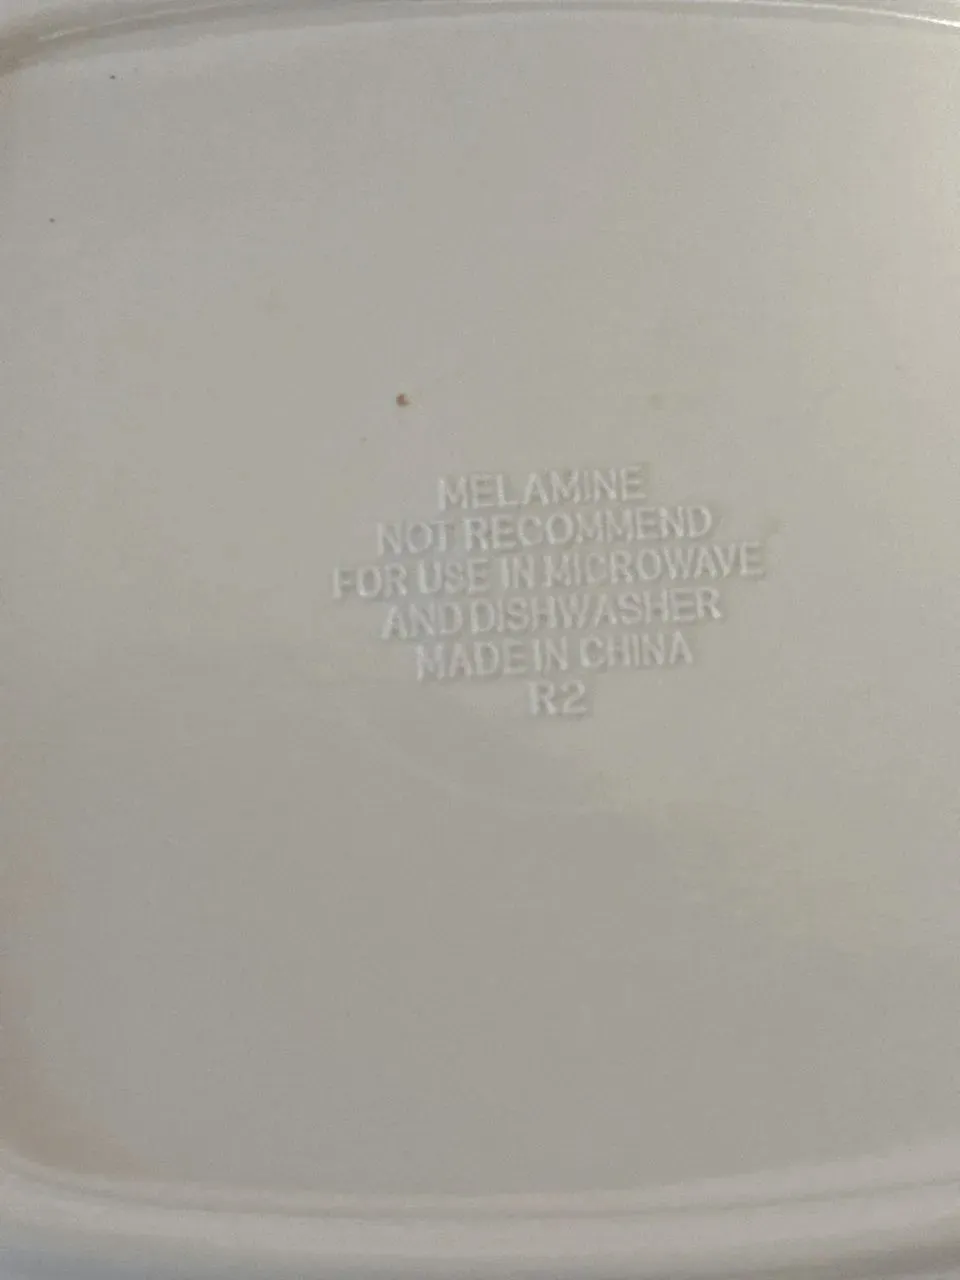 MELAMINE
NOT RECOMMEND
FOR USE IN MICROWAVE
AND DISHWASHER
MADE IN CHINA
R2